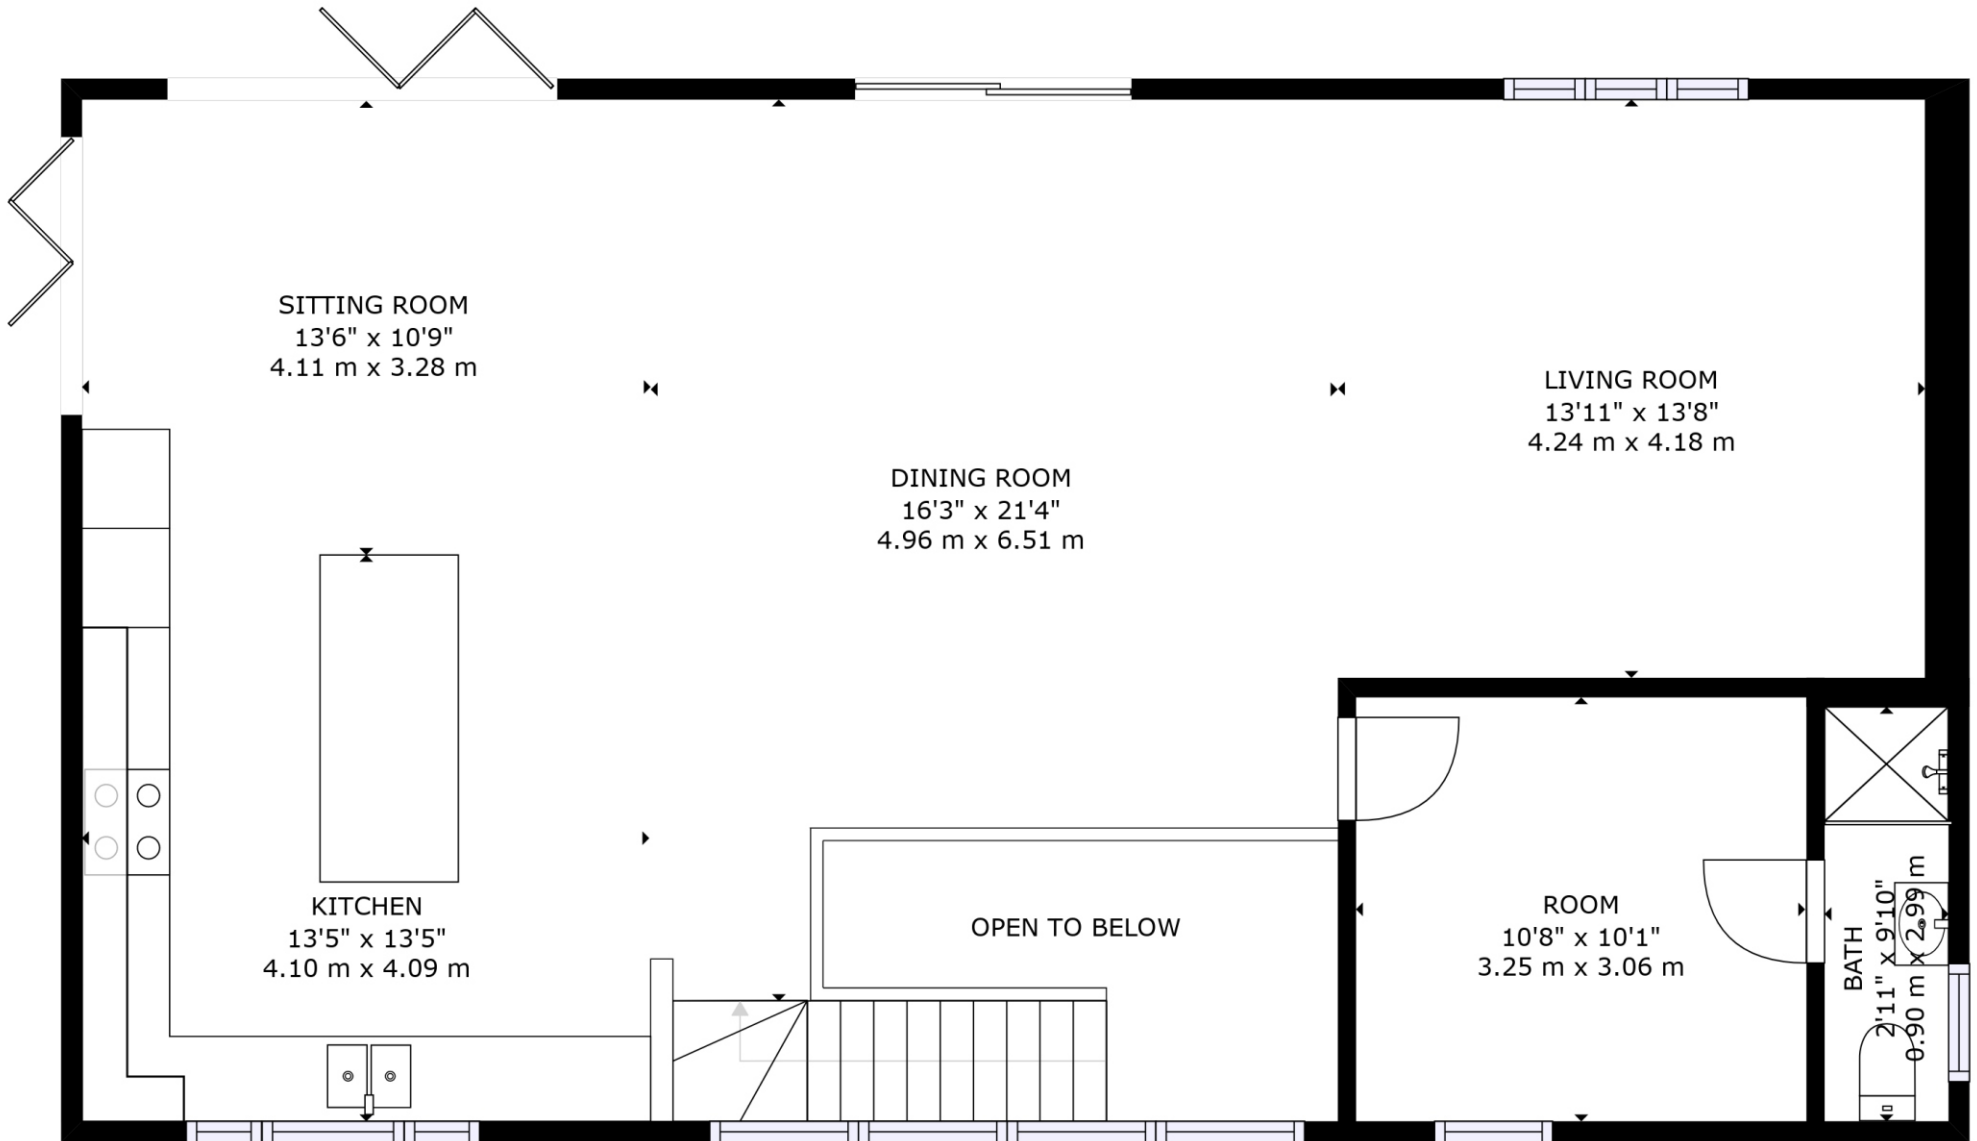 SITTING ROOM
13'6" x 10'9"
4.11 m x 3.28 m
LIVING ROOM
13'11" x 13'8"
4.24 m x 4.18 m
DINING ROOM
16'3" x 21'4"
4.96 m x 6.51 m
KITCHEN
13'5" x 13'5"
4.10 m x 4.09 m
OPEN TO BELOW
ROOM
10'8" x 10'1"
3.25 m x 3.06 m
BATH
2'11" x 9'10"
0.90 m x 2.99 m